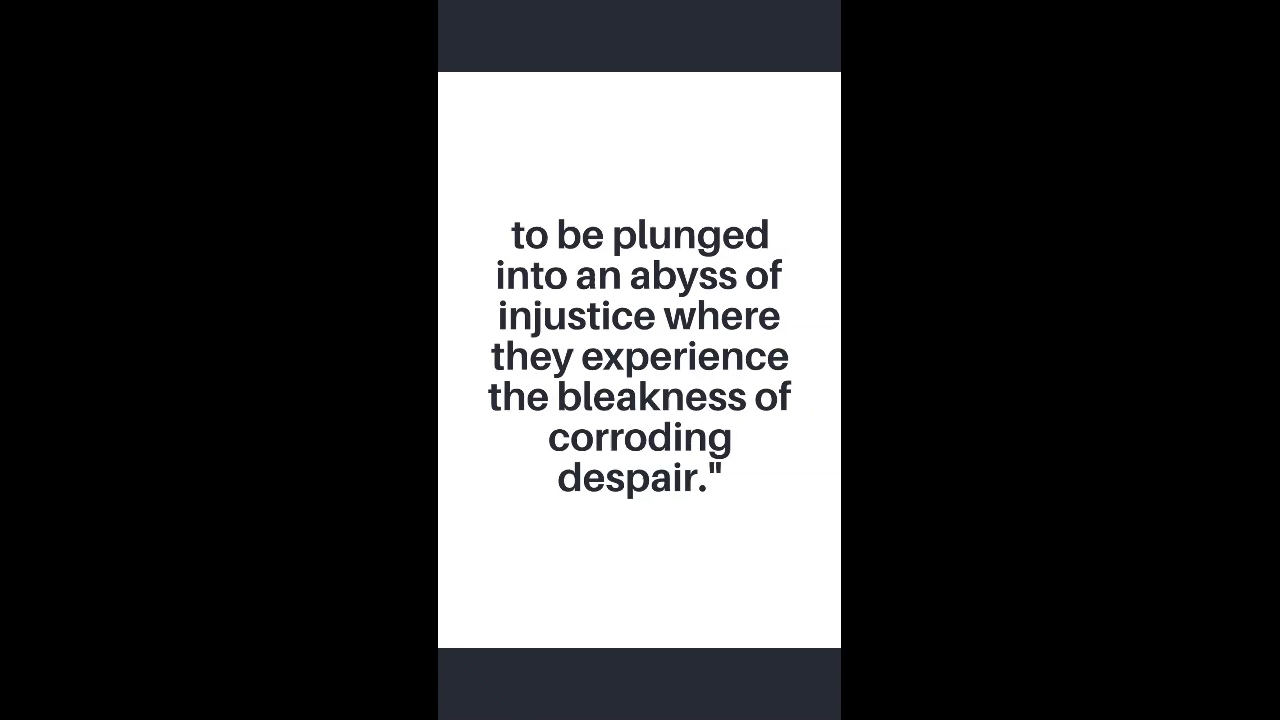 to be plunged
into an abyss of
injustice where
they experience
the bleakness of
corroding
despair."